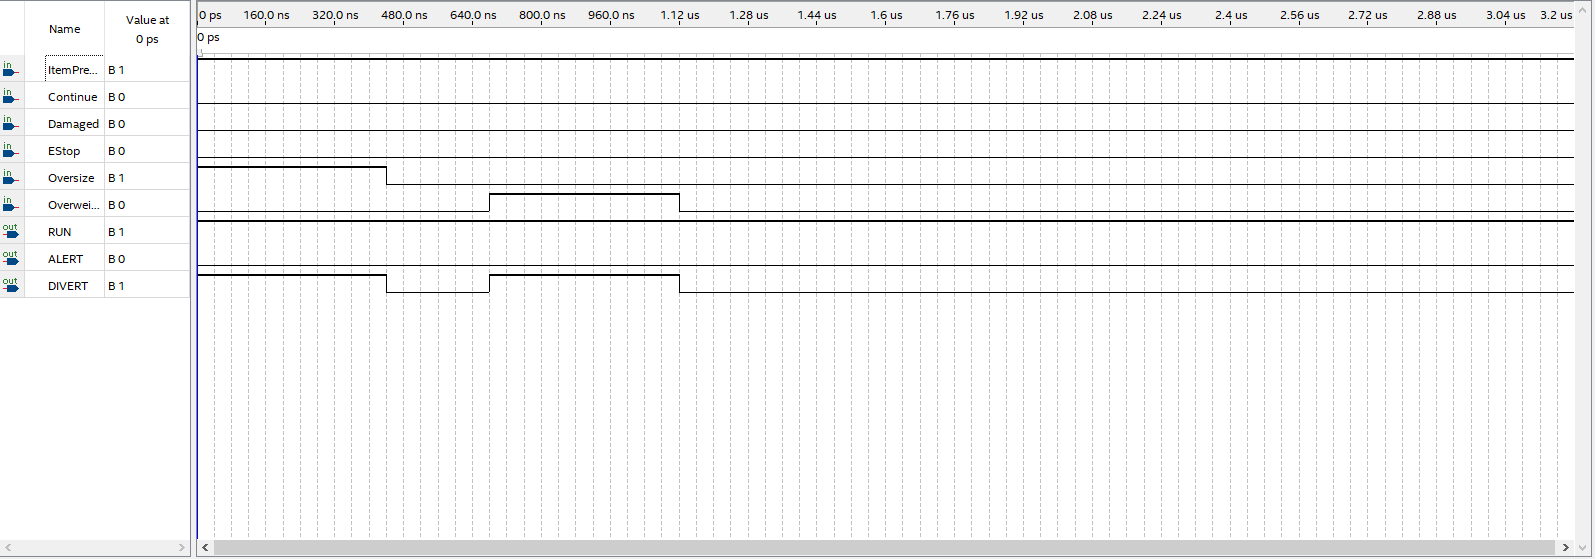 Name Value at 0 ps
0 ps 160.0 ns 320.0 ns 480.0 ns 640.0 ns 800.0 ns 960.0 ns 1.12 us 1.28 us 1.44 us 1.6 us 1.76 us 1.92 us 2.08 us 2.24 us 2.4 us 2.56 us 2.72 us 2.88 us 3.04 us 3.2 us
0 ps
in ItemPre... B 1
in Continue B 0
in Damaged B 0
in EStop B 0
in Oversize B 1
in Overwei... B 0
out RUN B 1
out ALERT B 0
out DIVERT B 1